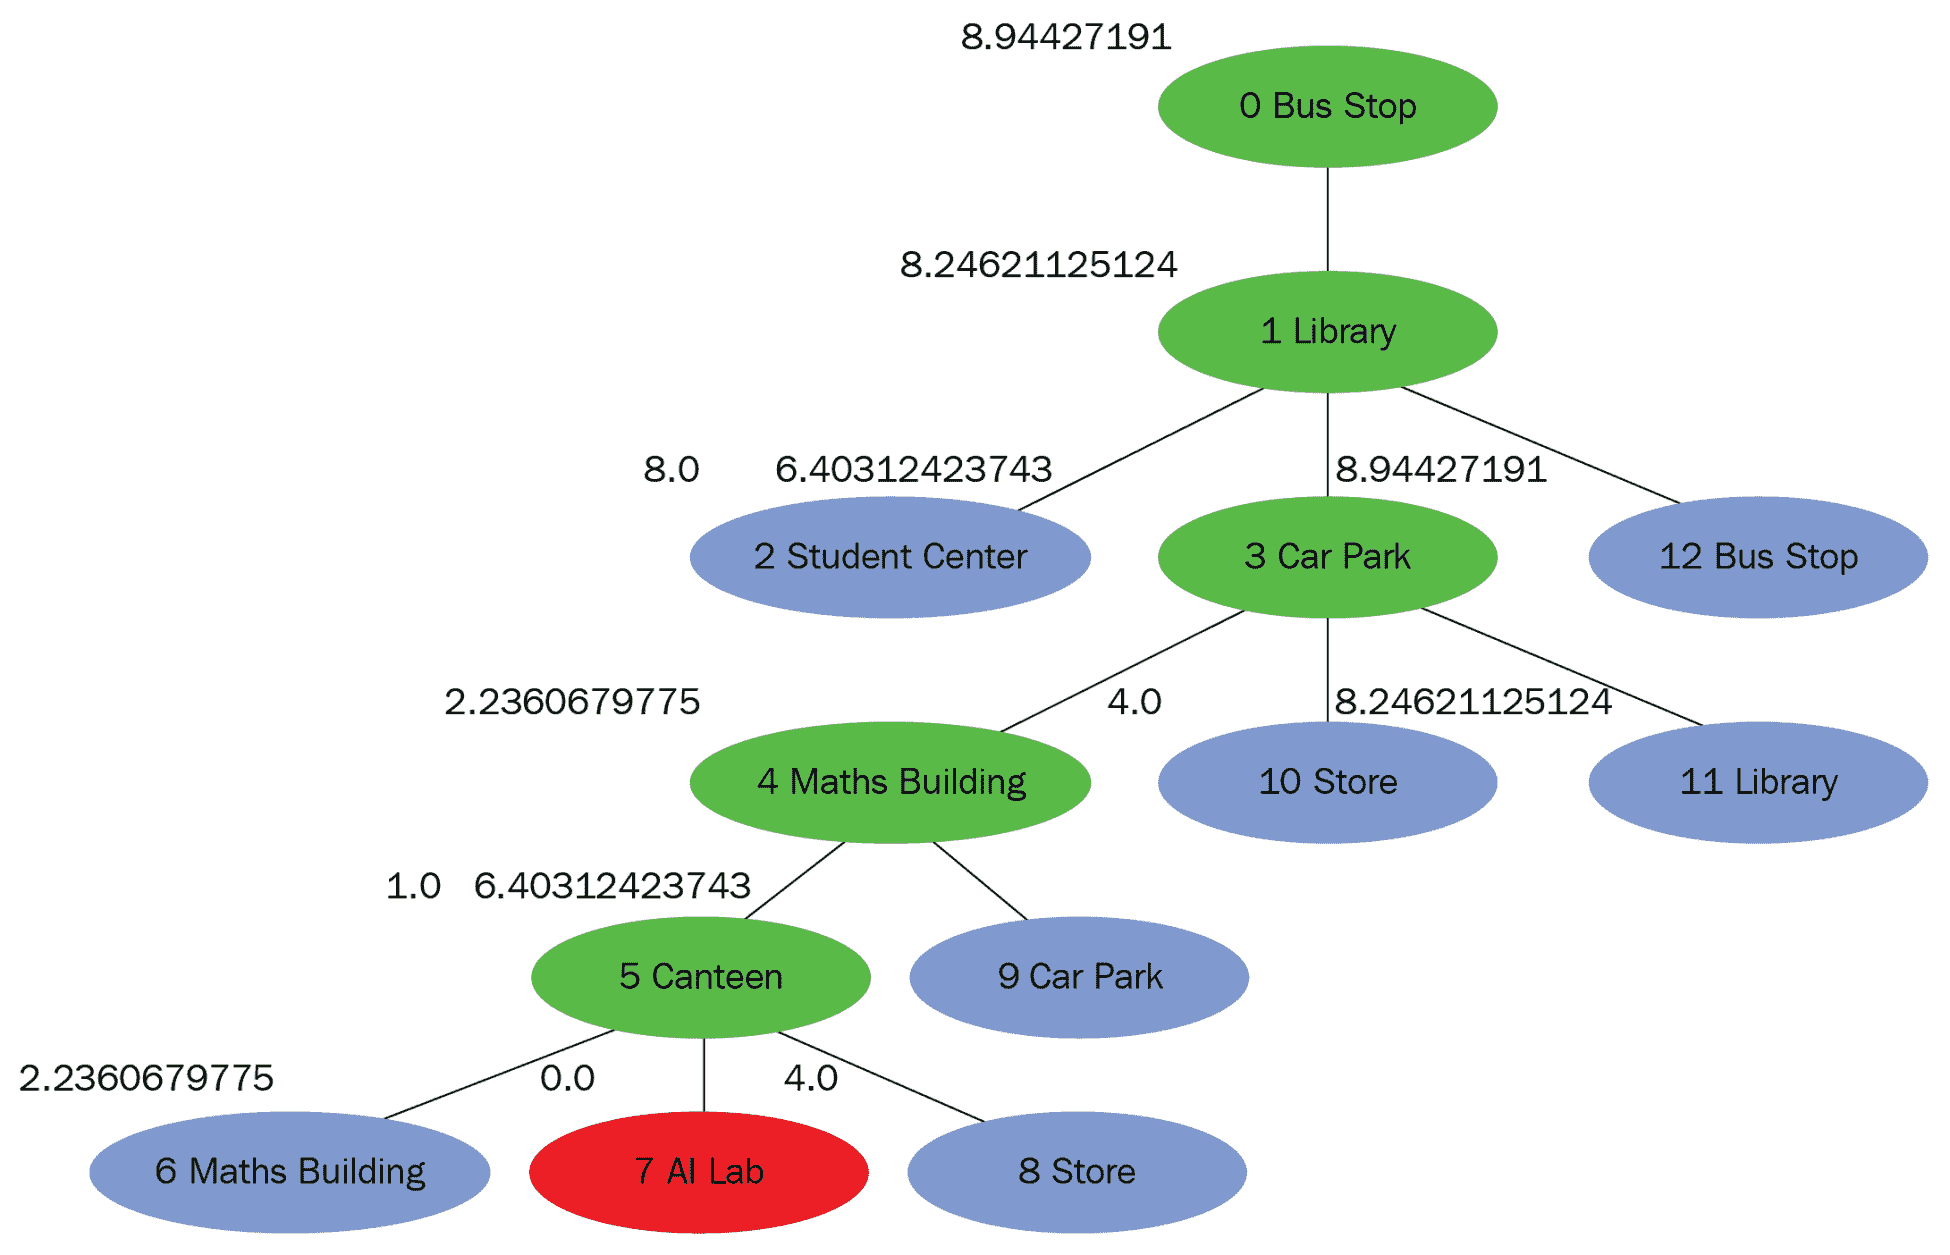 8.94427191
0 Bus Stop
8.24621125124
1 Library
8.0 6.40312423743 8.94427191
2 Student Center 3 Car Park 12 Bus Stop
2.2360679775 4.0 8.24621125124
4 Maths Building 10 Store 11 Library
1.0 6.40312423743
5 Canteen 9 Car Park
2.2360679775 0.0 4.0
6 Maths Building 7 AI Lab 8 Store